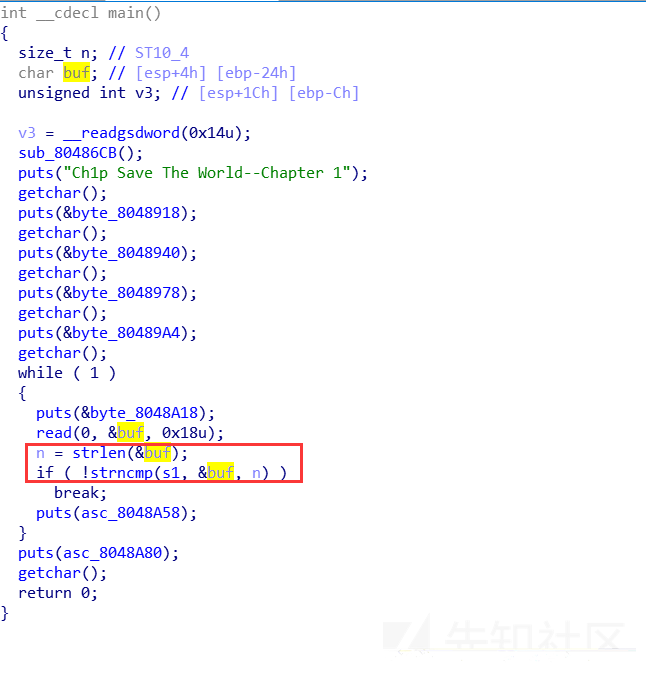 int __cdecl main()
{
  size_t n; // ST10_4
  char buf; // [esp+4h] [ebp-24h]
  unsigned int v3; // [esp+1Ch] [ebp-Ch]

  v3 = __readgsdword(0x14u);
  sub_80486CB();
  puts("Ch1p Save The World--Chapter 1");
  getchar();
  puts(&byte_8048918);
  getchar();
  puts(&byte_8048940);
  getchar();
  puts(&byte_8048978);
  getchar();
  puts(&byte_80489A4);
  getchar();
  while ( 1 )
  {
    puts(&byte_8048A18);
    read(0, &buf, 0x18u);
    n = strlen(&buf);
    if ( !strncmp(s1, &buf, n) )
      break;
    puts(asc_8048A58);
  }
  puts(asc_8048A80);
  getchar();
  return 0;
}
先知社区